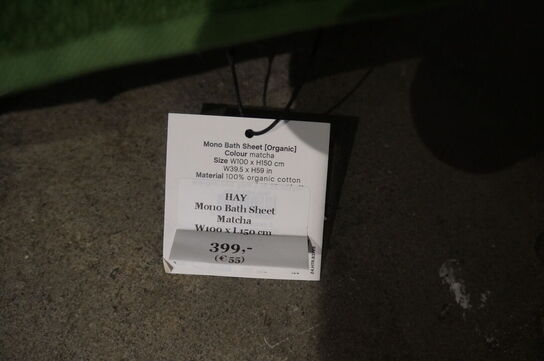 Mono Bath Sheet [Organic]
Colour matcha
Size W100 x H150 cm
W39.5 x H59 in
Material 100% organic cotton
HAY
Mono Bath Sheet
Matcha
W100 x L150 cm
399,-
(€ 55)